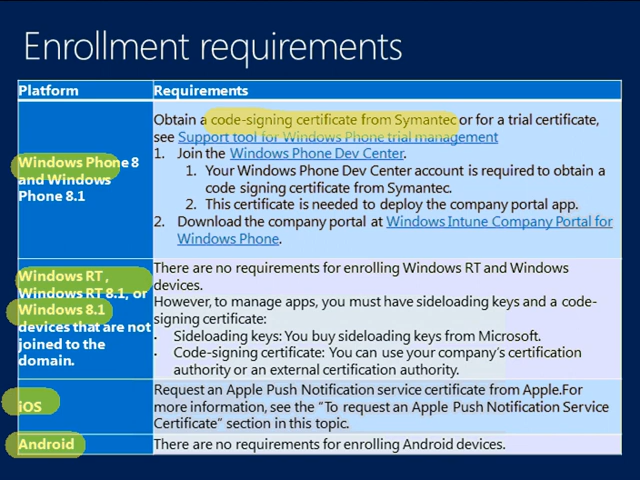 Enrollment requirements
Platform
Requirements
Windows Phone 8
and Windows
Phone 8.1
Obtain a code-signing certificate from Symantec or for a trial certificate,
see Support tool for Windows Phone trial management
1. Join the Windows Phone Dev Center.
1. Your Windows Phone Dev Center account is required to obtain a
code signing certificate from Symantec.
2. This certificate is needed to deploy the company portal app.
2. Download the company portal at Windows Intune Company Portal for
Windows Phone.
Windows RT ,
Windows RT 8.1, or
Windows 8.1
devices that are not
joined to the
domain.
There are no requirements for enrolling Windows RT and Windows
devices.
However, to manage apps, you must have sideloading keys and a code-
signing certificate:
· Sideloading keys: You buy sideloading keys from Microsoft.
· Code-signing certificate: You can use your company's certification
authority or an external certification authority.
iOS
Request an Apple Push Notification service certificate from Apple.For
more information, see the "To request an Apple Push Notification Service
Certificate" section in this topic.
Android
There are no requirements for enrolling Android devices.